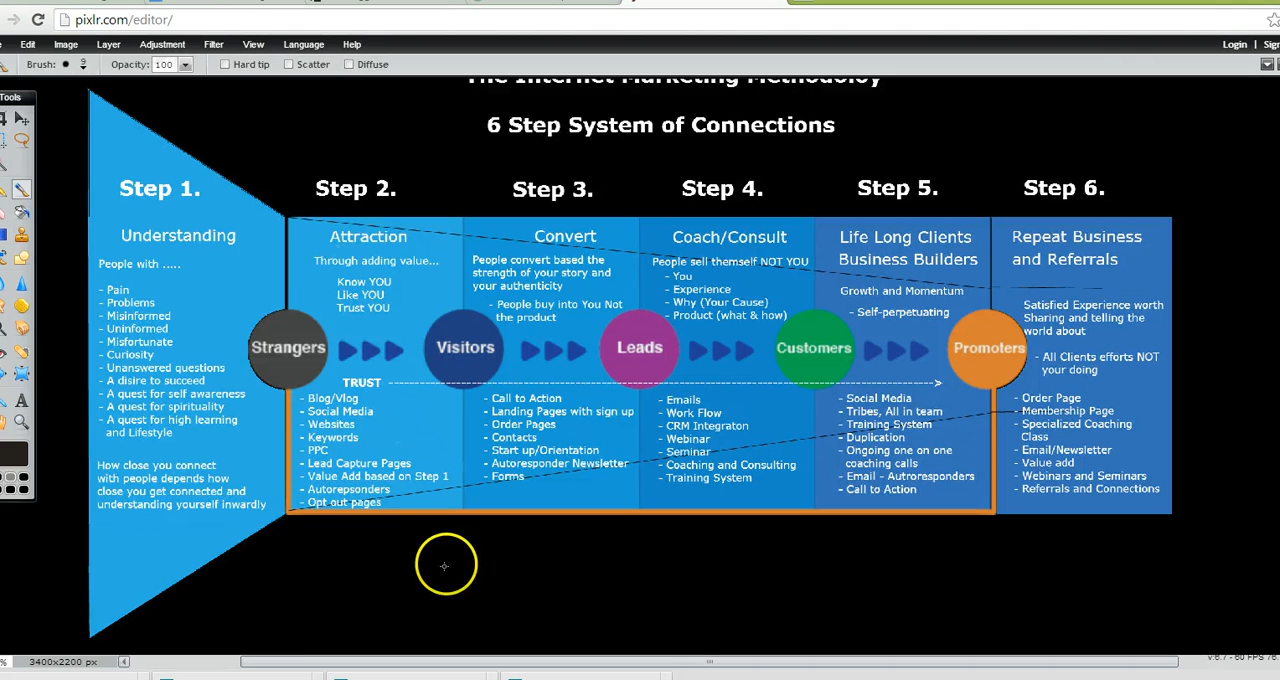 pixlr.com/editor/
Edit Image Layer Adjustment Filter View Language Help
Login | Sign
Brush: 9 Opacity: 100 Hard tip Scatter Diffuse
Tools
The Internet Marketing Methodology
6 Step System of Connections
Step 1.
Understanding
People with .....
- Pain
- Problems
- Misinformed
- Uninformed
- Misfortunate
- Curiosity
- Unanswered questions
- A disire to succeed
- A quest for self awareness
- A quest for spirituality
- A quest for high learning
and Lifestyle
How close you connect
with people depends how
close you get connected and
understanding yourself inwardly
Strangers
Step 2.
Attraction
Through adding value...
Know YOU
Like YOU
Trust YOU
Visitors
TRUST
- Blog/Vlog
- Social Media
- Websites
- Keywords
- PPC
- Lead Capture Pages
- Value Add based on Step 1
- Autorepsonders
- Opt out pages
Step 3.
Convert
People convert based the
strength of your story and
your authenticity
- People buy into You Not
the product
Leads
- Call to Action
- Landing Pages with sign up
- Order Pages
- Contacts
- Start up/Orientation
- Autoresponder Newsletter
- Forms
Step 4.
Coach/Consult
People sell themself NOT YOU
- You
- Experience
- Why (Your Cause)
- Product (what & how)
Customers
- Emails
- Work Flow
- CRM Integraton
- Webinar
- Seminar
- Coaching and Consulting
- Training System
Step 5.
Life Long Clients
Business Builders
Growth and Momentum
- Self-perpetuating
Promoters
- Social Media
- Tribes, All in team
- Training System
- Duplication
- Ongoing one on one
coaching calls
- Email - Autroresponders
- Call to Action
Step 6.
Repeat Business
and Referrals
Satisfied Experience worth
Sharing and telling the
world about
- All Clients efforts NOT
your doing
- Order Page
- Membership Page
- Specialized Coaching
Class
- Email/Newsletter
- Value add
- Webinars and Seminars
- Referrals and Connections
% 3400x2200 px